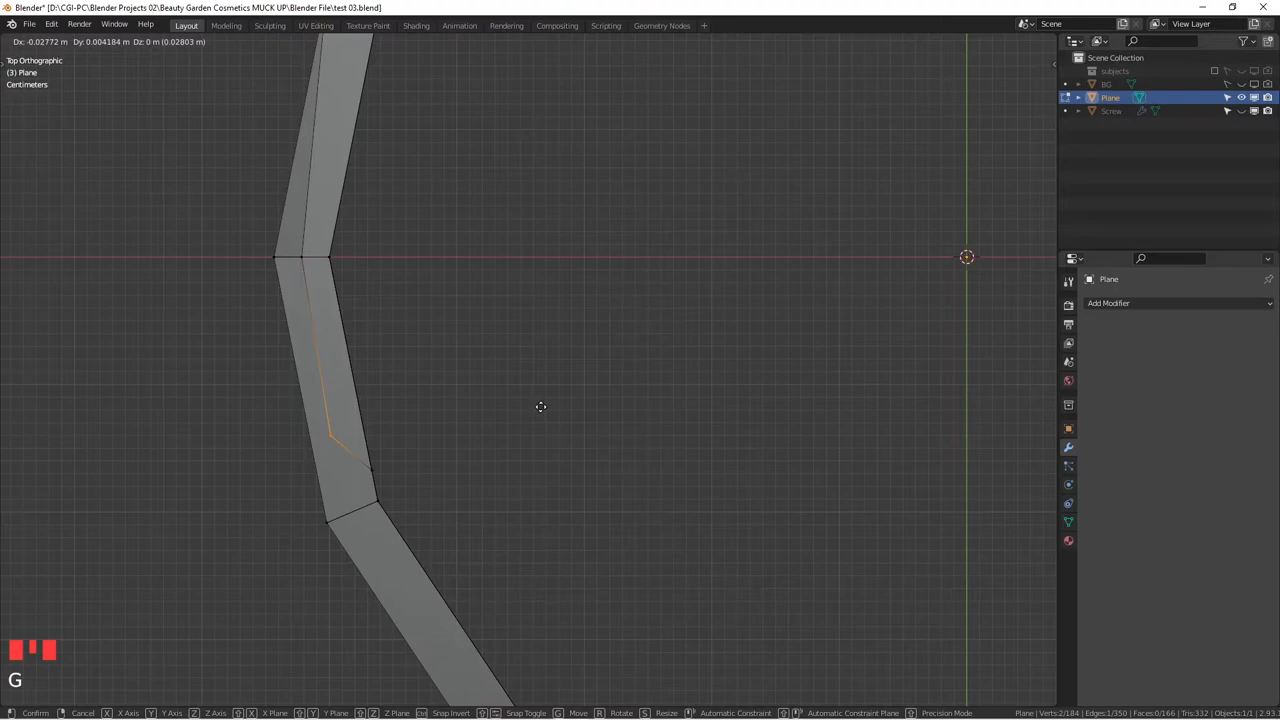 Blender* [D:\CGI-PC\Blender Projects 02\Beauty Garden Cosmetics MUCK UP\Blender File\test 03.blend]
File Edit Render Window Help Layout Modeling Sculpting UV Editing Texture Paint Shading Animation Rendering Compositing Scripting Geometry Nodes + Scene View Layer
Dx: -0.02772 m Dy: 0.004184 m Dz: 0 m (0.02803 m)
Top Orthographic
(3) Plane
Centimeters
Scene Collection
subjects
BG
Plane
Screw
Plane
Add Modifier
G
Confirm Cancel X X Axis Y Y Axis Z Z Axis X X Plane Y Y Plane Z Z Plane Ctrl Snap Invert Snap Toggle G Move R Rotate S Resize Automatic Constraint Automatic Constraint Plane Precision Mode Plane | Verts:2/184 | Edges:1/350 | Faces:0/166 | Tris:332 | Objects:1/1 | 2.93